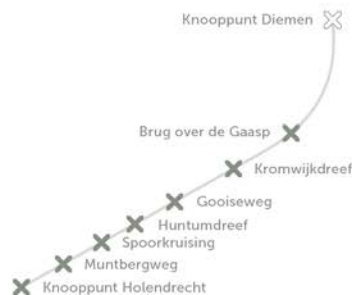 Knooppunt Diemen
Brug over de Gaasp
Kromwijkdreef
Gooiseweg
Huntumdreef
Spoorkruising
Muntbergweg
Knooppunt Holendrecht